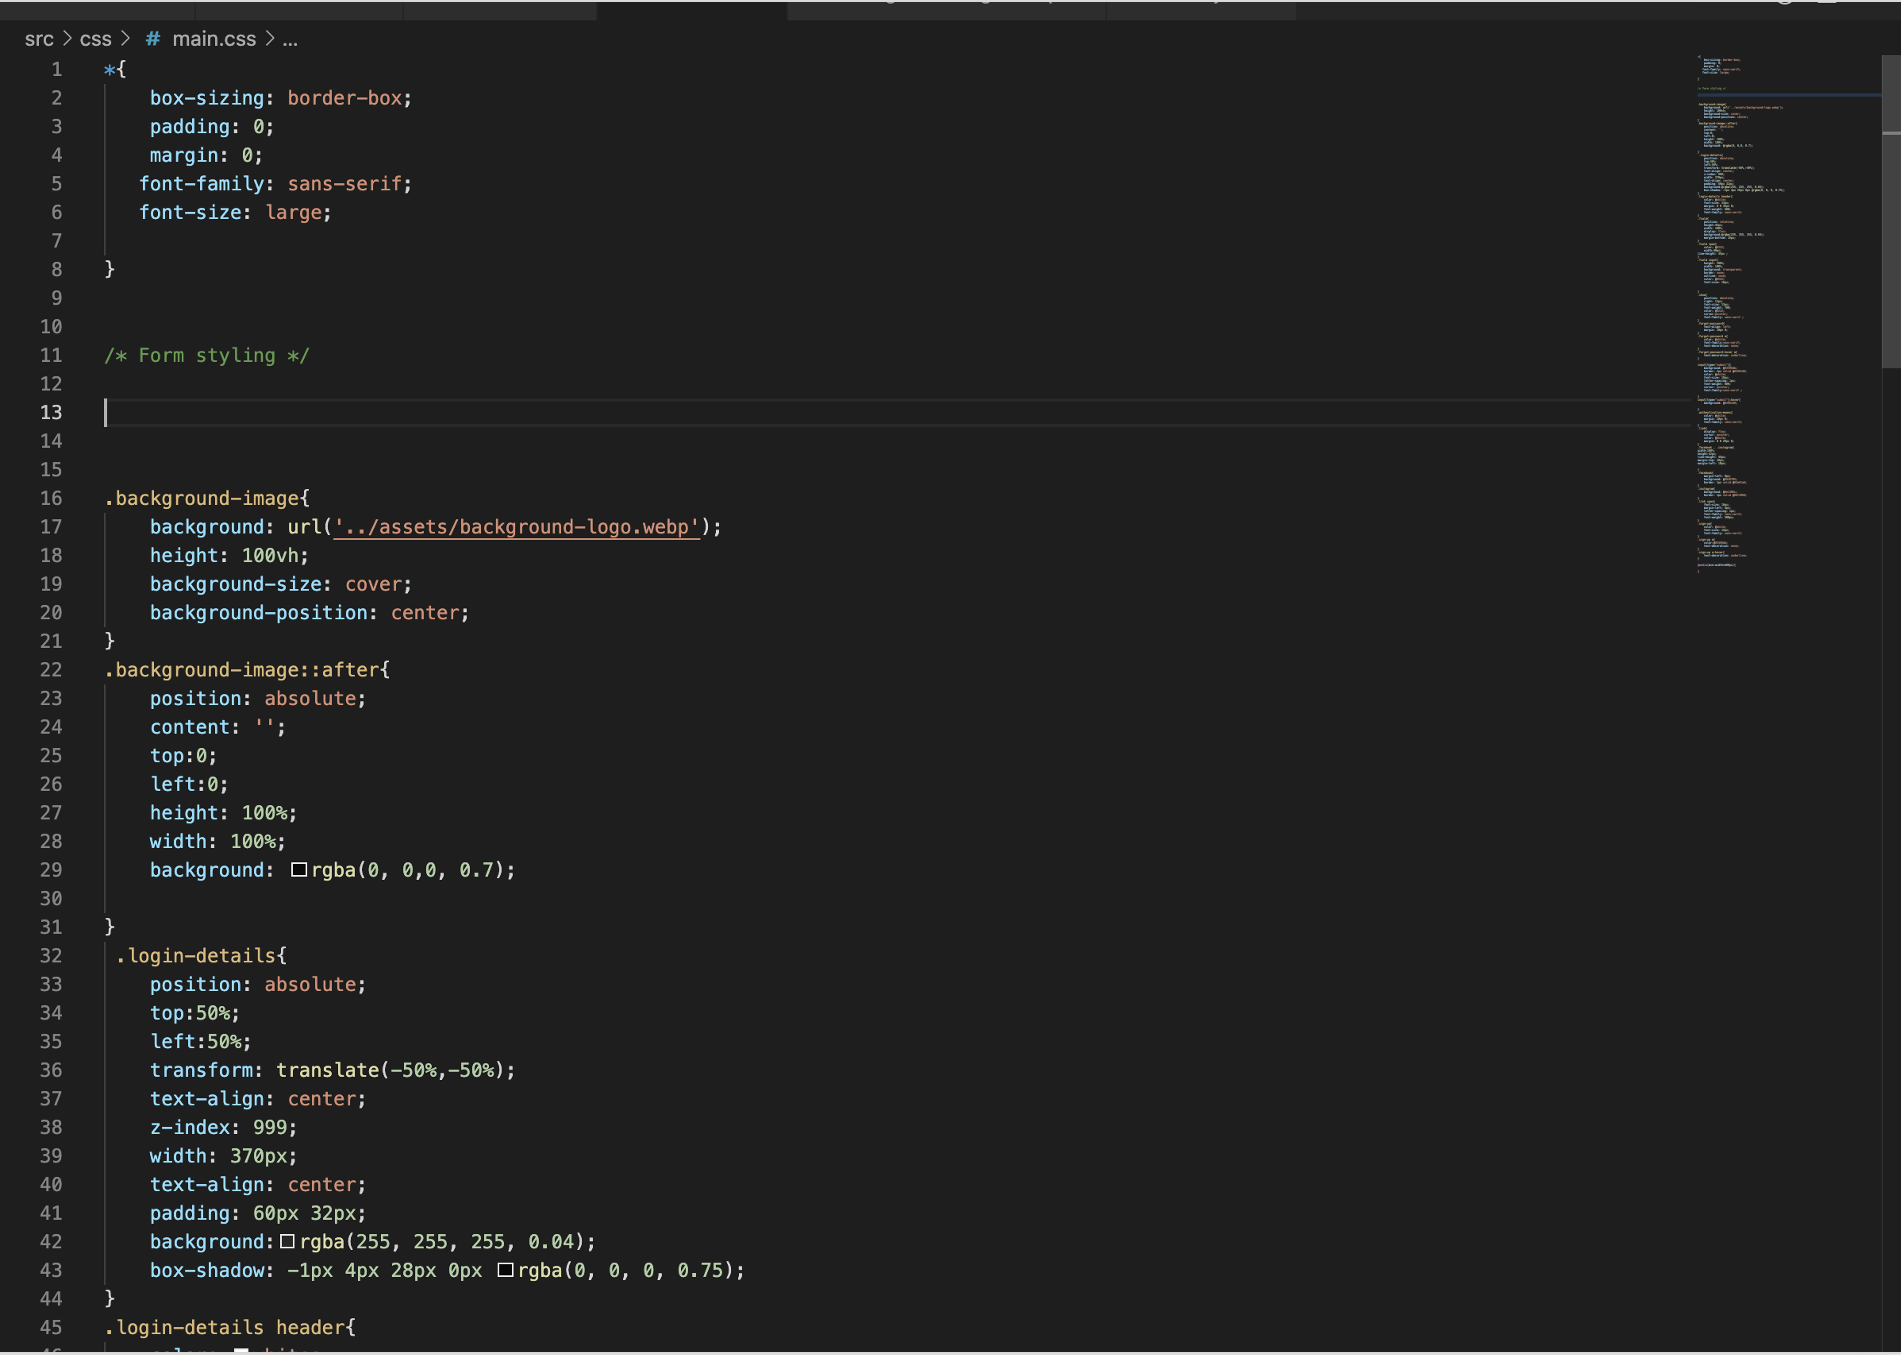 src > css > # main.css > ...
1 *{
2 box-sizing: border-box;
3 padding: 0;
4 margin: 0;
5 font-family: sans-serif;
6 font-size: large;
7
8 }
9
10
11 /* Form styling */
12
13
14
15
16 .background-image{
17 background: url('../assets/background-logo.webp');
18 height: 100vh;
19 background-size: cover;
20 background-position: center;
21 }
22 .background-image::after{
23 position: absolute;
24 content: '';
25 top:0;
26 left:0;
27 height: 100%;
28 width: 100%;
29 background: rgba(0, 0,0, 0.7);
30
31 }
32 .login-details{
33 position: absolute;
34 top:50%;
35 left:50%;
36 transform: translate(-50%,-50%);
37 text-align: center;
38 z-index: 999;
39 width: 370px;
40 text-align: center;
41 padding: 60px 32px;
42 background:rgba(255, 255, 255, 0.04);
43 box-shadow: -1px 4px 28px 0px rgba(0, 0, 0, 0.75);
44 }
45 .login-details header{